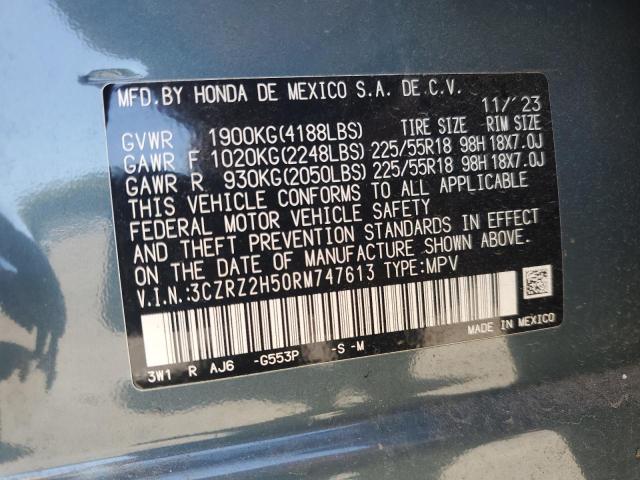 MFD.BY HONDA DE MEXICO S.A. DE.C.V.
11/'23
TIRE SIZE RIM SIZE
GVWR 1900KG(4188LBS)
GAWR F 1020KG(2248LBS) 225/55R18 98H 18X7.0J
GAWR R 930KG(2050LBS) 225/55R18 98H 18X7.0J
THIS VEHICLE CONFORMS TO ALL APPLICABLE
FEDERAL MOTOR VEHICLE SAFETY
AND THEFT PREVENTION STANDARDS IN EFFECT
ON THE DATE OF MANUFACTURE SHOWN ABOVE.
V.I.N.:3CZRZ2H50RM747613 TYPE:MPV
3W1 R AJ6 -G553P -S -M
MADE IN MEXICO